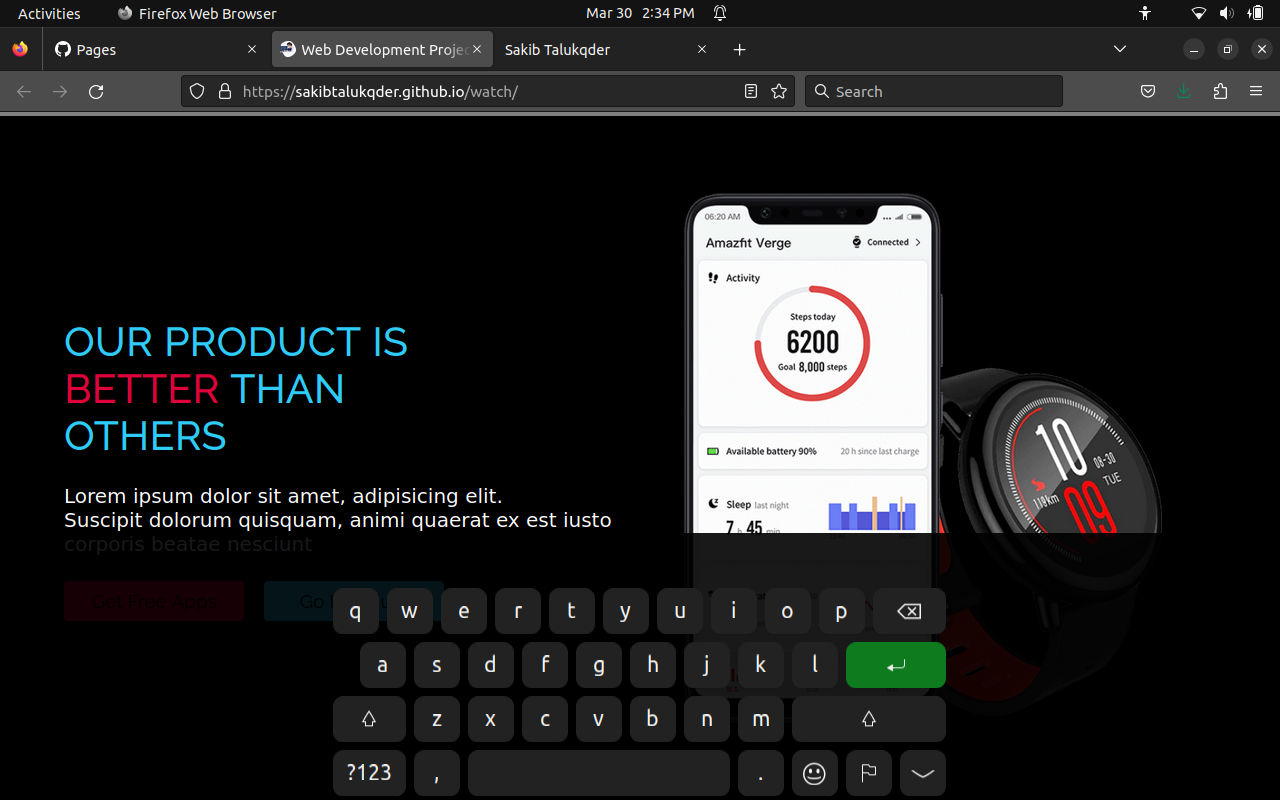 Activities Firefox Web Browser Mar 30 2:34 PM
Pages Web Development Projec Sakib Talukqder
https://sakibtalukqder.github.io/watch/ Search
06:20 AM
Amazfit Verge Connected
Activity
Steps today
6200
Goal 8,000 steps
Available battery 90% 20 h since last charge
Sleep last night
7 h 45 min
10 08-30
TUE
118km 09
OUR PRODUCT IS
BETTER THAN
OTHERS
Lorem ipsum dolor sit amet, adipisicing elit.
Suscipit dolorum quisquam, animi quaerat ex est iusto
corporis beatae nesciunt
Get Free Apps Go
q w e r t y u i o p
a s d f g h j k l
z x c v b n m
?123 , .